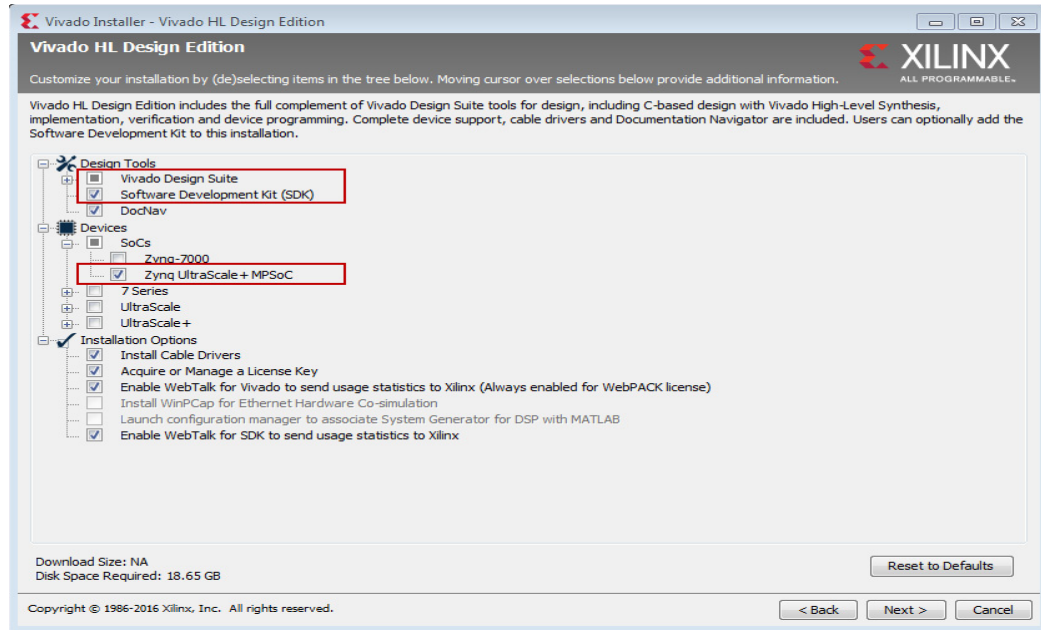 Vivado Installer - Vivado HL Design Edition
Vivado HL Design Edition
Customize your installation by (de)selecting items in the tree below. Moving cursor over selections below provide additional information.
XILINX
ALL PROGRAMMABLE™
Vivado HL Design Edition includes the full complement of Vivado Design Suite tools for design, including C-based design with Vivado High-Level Synthesis,
implementation, verification and device programming. Complete device support, cable drivers and Documentation Navigator are included. Users can optionally add the
Software Development Kit to this installation.
Design Tools
Vivado Design Suite
Software Development Kit (SDK)
DocNav
Devices
SoCs
Zynq-7000
Zynq UltraScale+ MPSoC
7 Series
UltraScale
UltraScale+
Installation Options
Install Cable Drivers
Acquire or Manage a License Key
Enable WebTalk for Vivado to send usage statistics to Xilinx (Always enabled for WebPACK license)
Install WinPCap for Ethernet Hardware Co-simulation
Launch configuration manager to associate System Generator for DSP with MATLAB
Enable WebTalk for SDK to send usage statistics to Xilinx
Download Size: NA
Disk Space Required: 18.65 GB
Reset to Defaults
Copyright © 1986-2016 Xilinx, Inc. All rights reserved.
< Back Next > Cancel